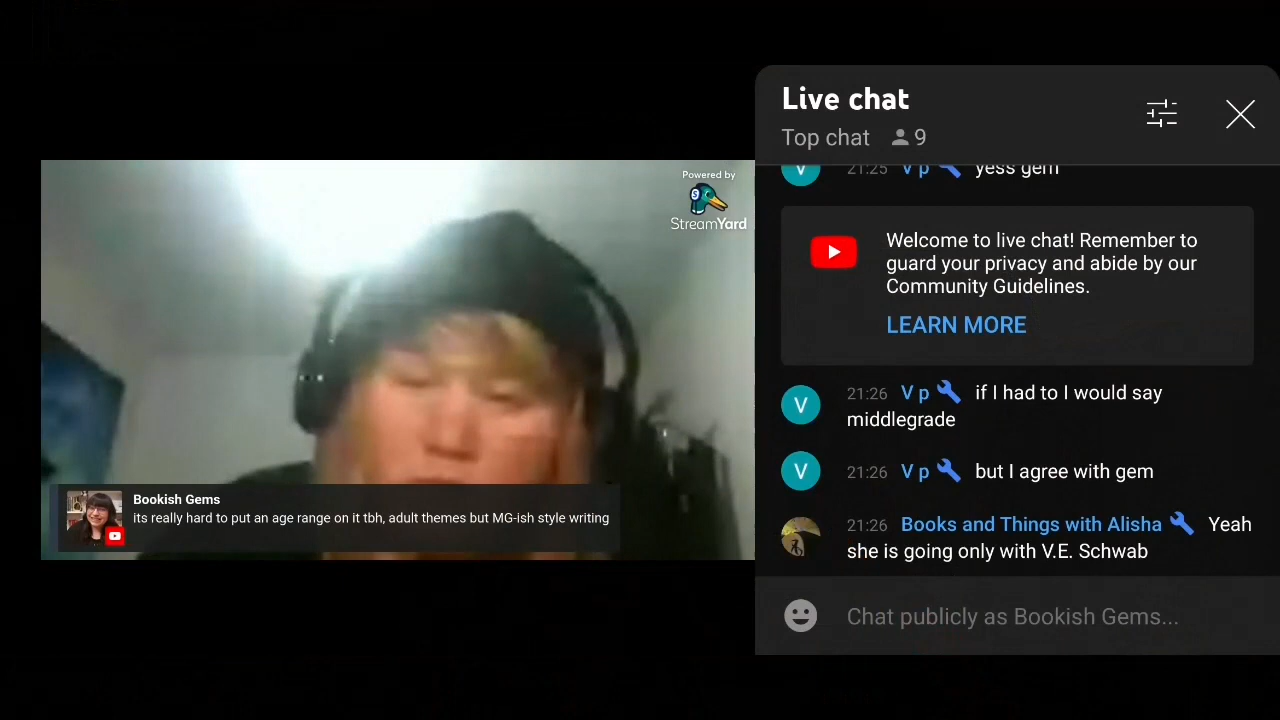 Powered by
StreamYard
Bookish Gems
its really hard to put an age range on it tbh, adult themes but MG-ish style writing
Live chat
Top chat 9
V 21:25 V p yess gem
Welcome to live chat! Remember to
guard your privacy and abide by our
Community Guidelines.
LEARN MORE
V 21:26 V p if I had to I would say
middlegrade
V 21:26 V p but I agree with gem
21:26 Books and Things with Alisha Yeah
she is going only with V.E. Schwab
Chat publicly as Bookish Gems...